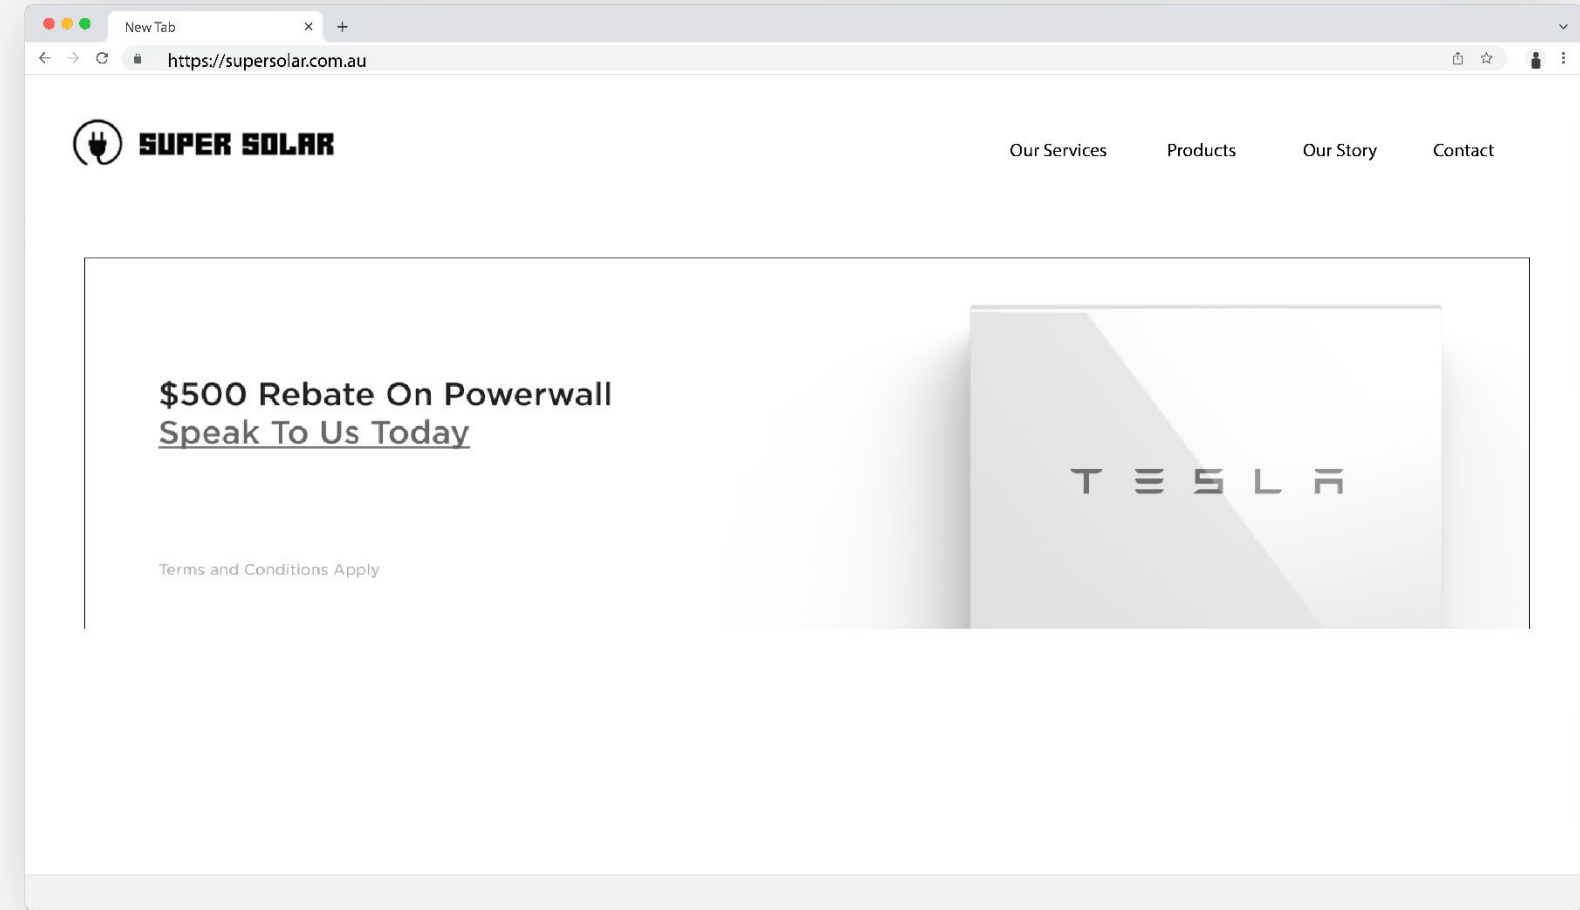 New Tab
https://supersolar.com.au
SUPER SOLAR
Our Services Products Our Story Contact
$500 Rebate On Powerwall
Speak To Us Today
TESLA
Terms and Conditions Apply